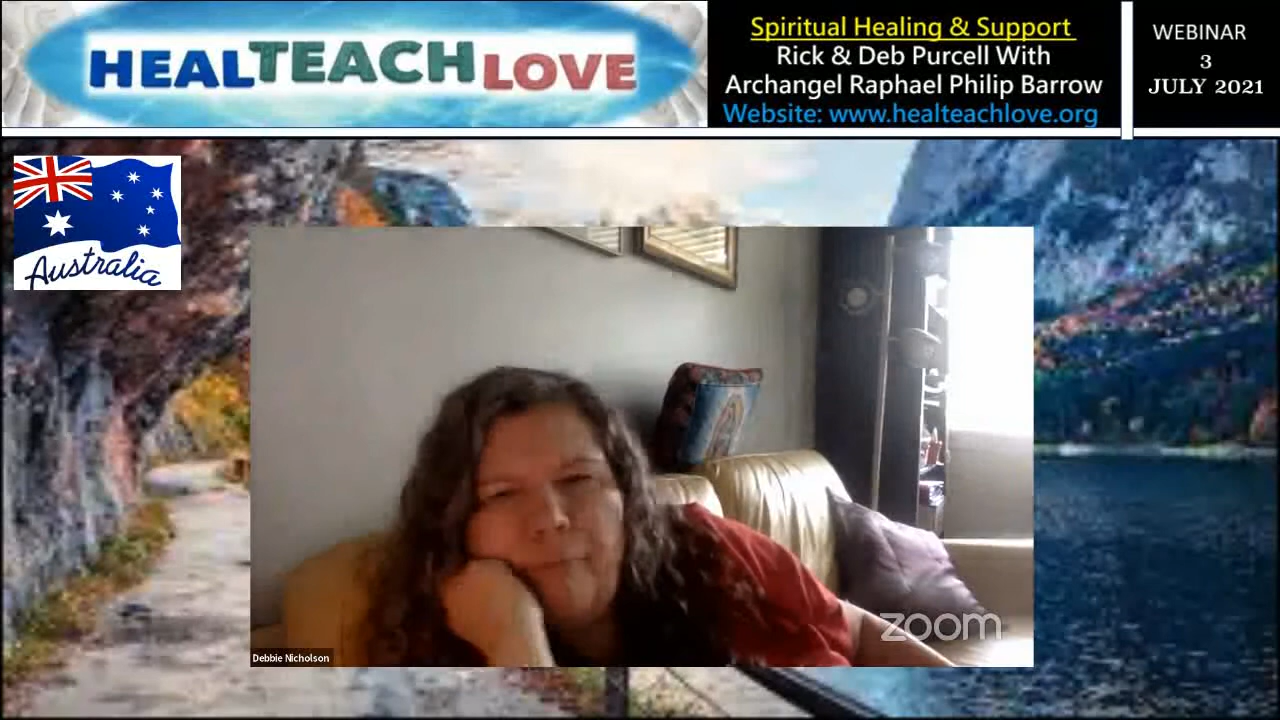 HEALTEACHLOVE
Spiritual Healing & Support
Rick & Deb Purcell With
Archangel Raphael Philip Barrow
Website: www.healteachlove.org
WEBINAR
3
JULY 2021
Australia
zoom
Debbie Nicholson